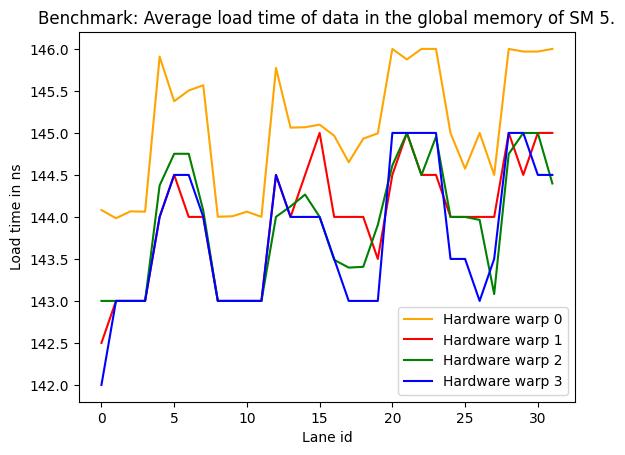 Benchmark: Average load time of data in the global memory of SM 5.
146.0
145.5
145.0
144.5
144.0
143.5
143.0
142.5
142.0
Load time in ns
Hardware warp 0
Hardware warp 1
Hardware warp 2
Hardware warp 3
0 5 10 15 20 25 30
Lane id